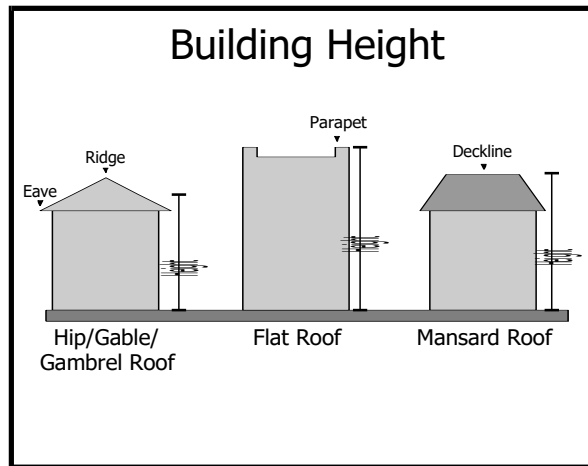 Building Height
Parapet
Ridge
Deckline
Eave
Hip/Gable/
Gambrel Roof
Flat Roof
Mansard Roof